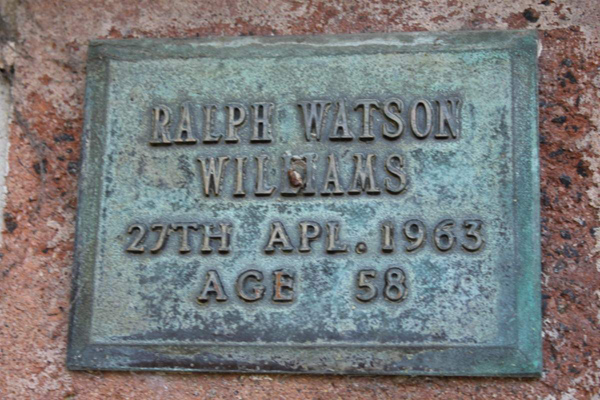 RALPH WATSON
WILLIAMS
27TH APL. 1963
AGE 58